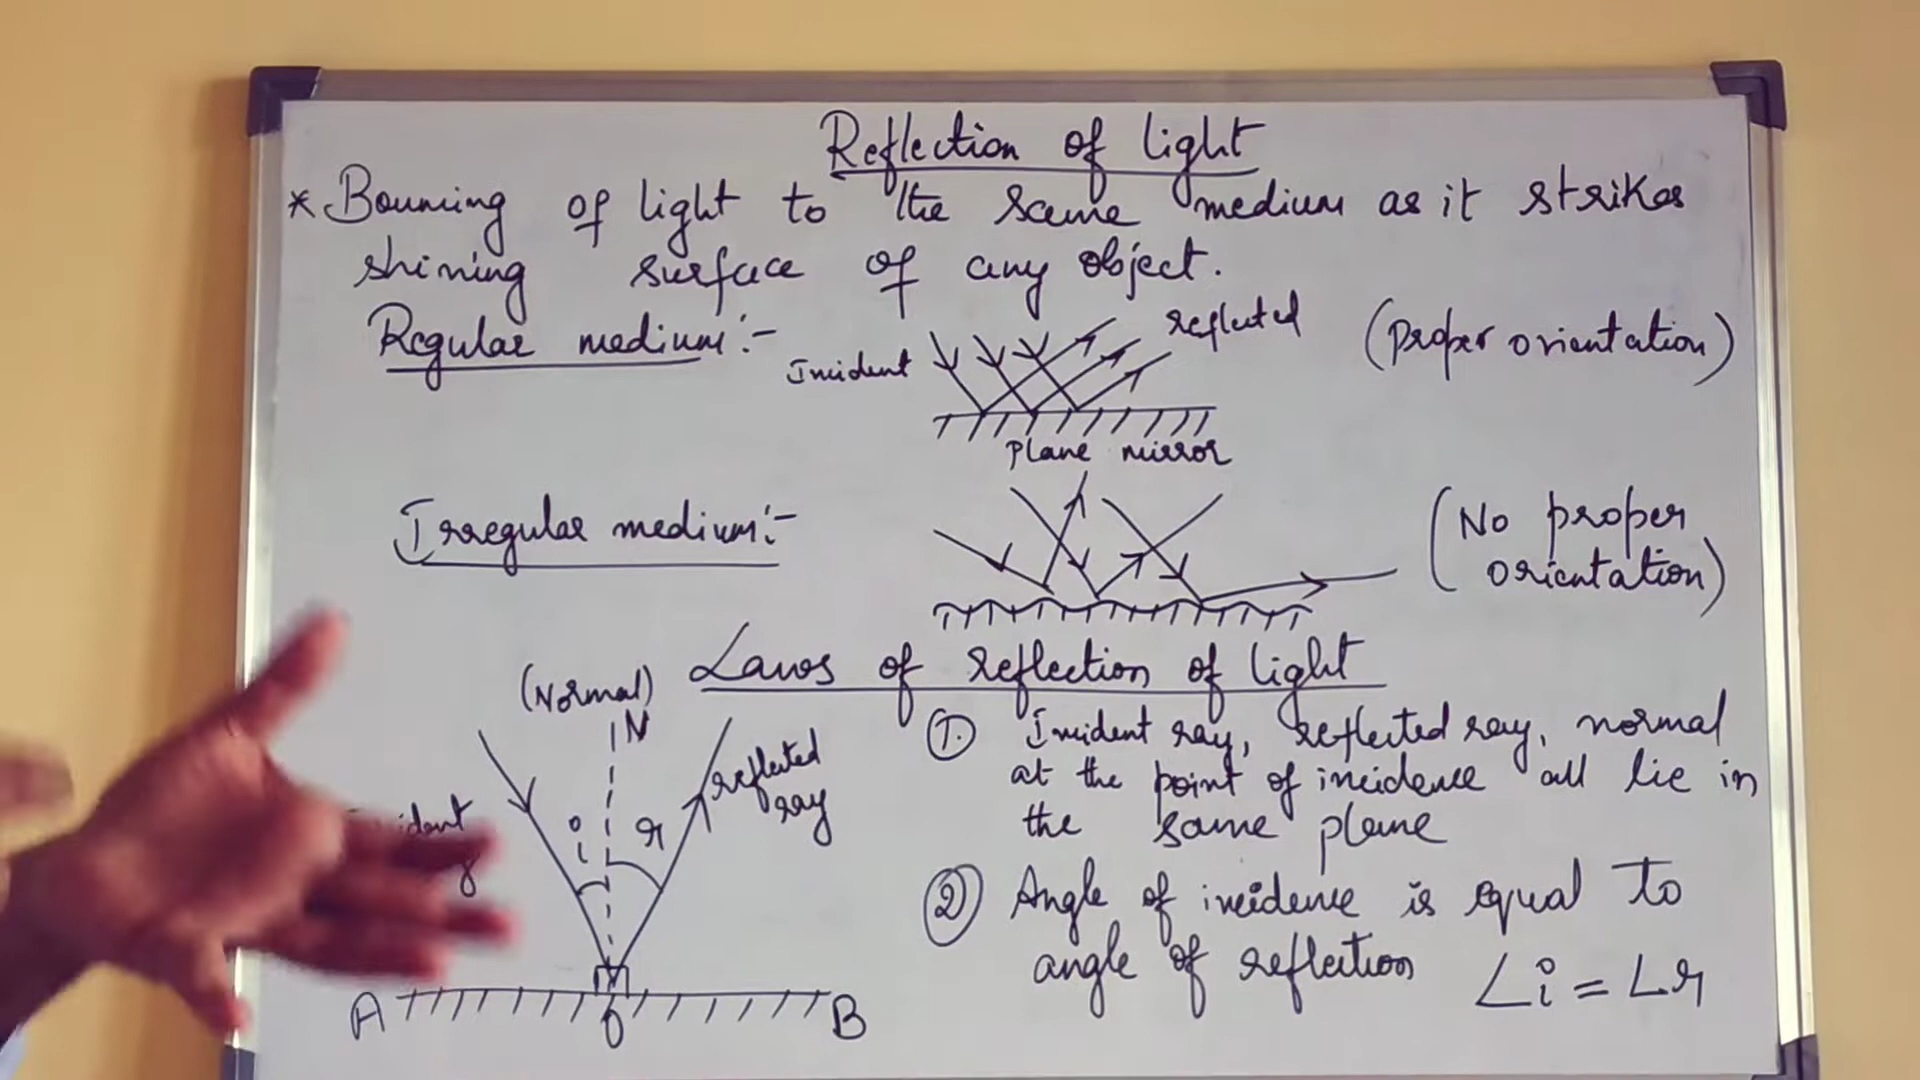 Reflection of light
* Bouncing of light to the same medium as it strikes
shining surface of any object.
Regular medium:-
Incident
reflected
(Proper orientation)
Plane mirror
Irregular medium:-
(No proper
orientation)
Laws of reflection of light
(Normal)
N
reflected
ray
i
r
A
O
B
① Incident ray, reflected ray, normal
at the point of incidence all lie in
the same plane
② Angle of incidence is equal to
angle of reflection
∠i = ∠r